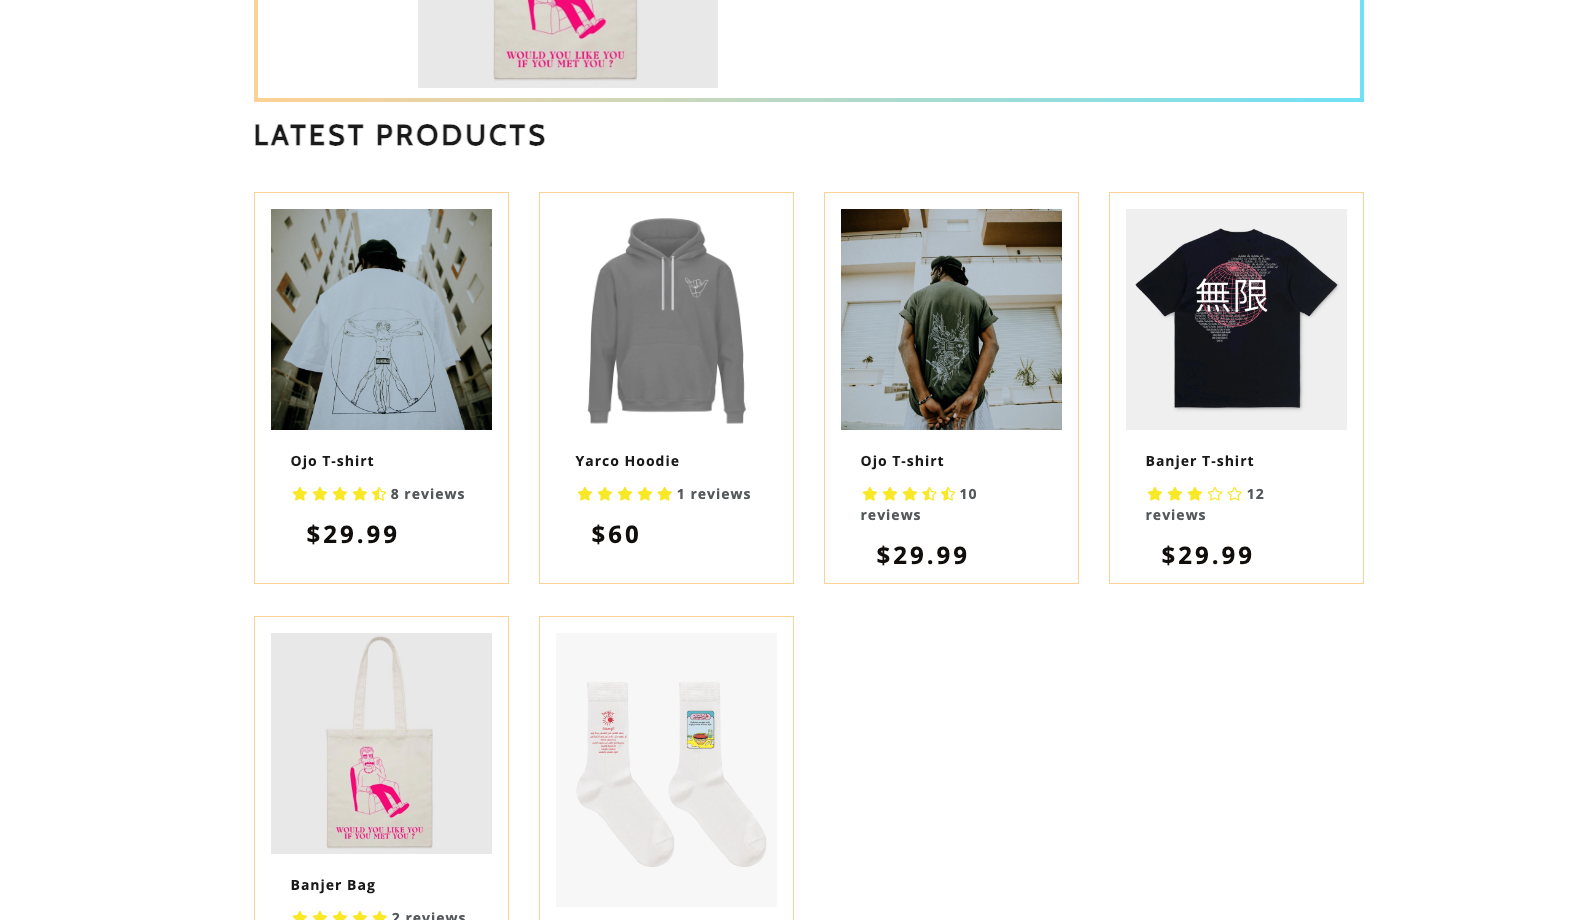 WOULD YOU LIKE YOU
IF YOU MET YOU ?
LATEST PRODUCTS
Ojo T-shirt
8 reviews
$29.99
Yarco Hoodie
1 reviews
$60
Ojo T-shirt
10
reviews
$29.99
無限
Banjer T-shirt
12
reviews
$29.99
WOULD YOU LIKE YOU
IF YOU MET YOU ?
Banjer Bag
2 reviews